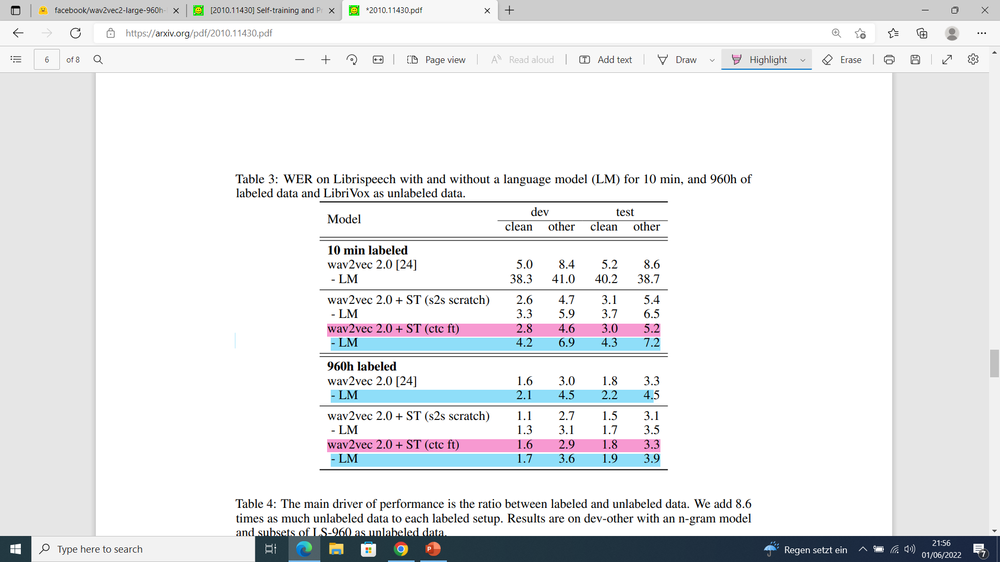 facebook/wav2vec2-large-960h-
[2010.11430] Self-training and Pr
*2010.11430.pdf
https://arxiv.org/pdf/2010.11430.pdf
6 of 8
Page view
Read aloud
Add text
Draw
Highlight
Erase
Table 3: WER on Librispeech with and without a language model (LM) for 10 min, and 960h of
labeled data and LibriVox as unlabeled data.
Model dev test
clean other clean other
10 min labeled
wav2vec 2.0 [24] 5.0 8.4 5.2 8.6
- LM 38.3 41.0 40.2 38.7
wav2vec 2.0 + ST (s2s scratch) 2.6 4.7 3.1 5.4
- LM 3.3 5.9 3.7 6.5
wav2vec 2.0 + ST (ctc ft) 2.8 4.6 3.0 5.2
- LM 4.2 6.9 4.3 7.2
960h labeled
wav2vec 2.0 [24] 1.6 3.0 1.8 3.3
- LM 2.1 4.5 2.2 4.5
wav2vec 2.0 + ST (s2s scratch) 1.1 2.7 1.5 3.1
- LM 1.3 3.1 1.7 3.5
wav2vec 2.0 + ST (ctc ft) 1.6 2.9 1.8 3.3
- LM 1.7 3.6 1.9 3.9
Table 4: The main driver of performance is the ratio between labeled and unlabeled data. We add 8.6
times as much unlabeled data to each labeled setup. Results are on dev-other with an n-gram model
and subsets of LS-960 as unlabeled data.
Type here to search
Regen setzt ein
21:56
01/06/2022
7